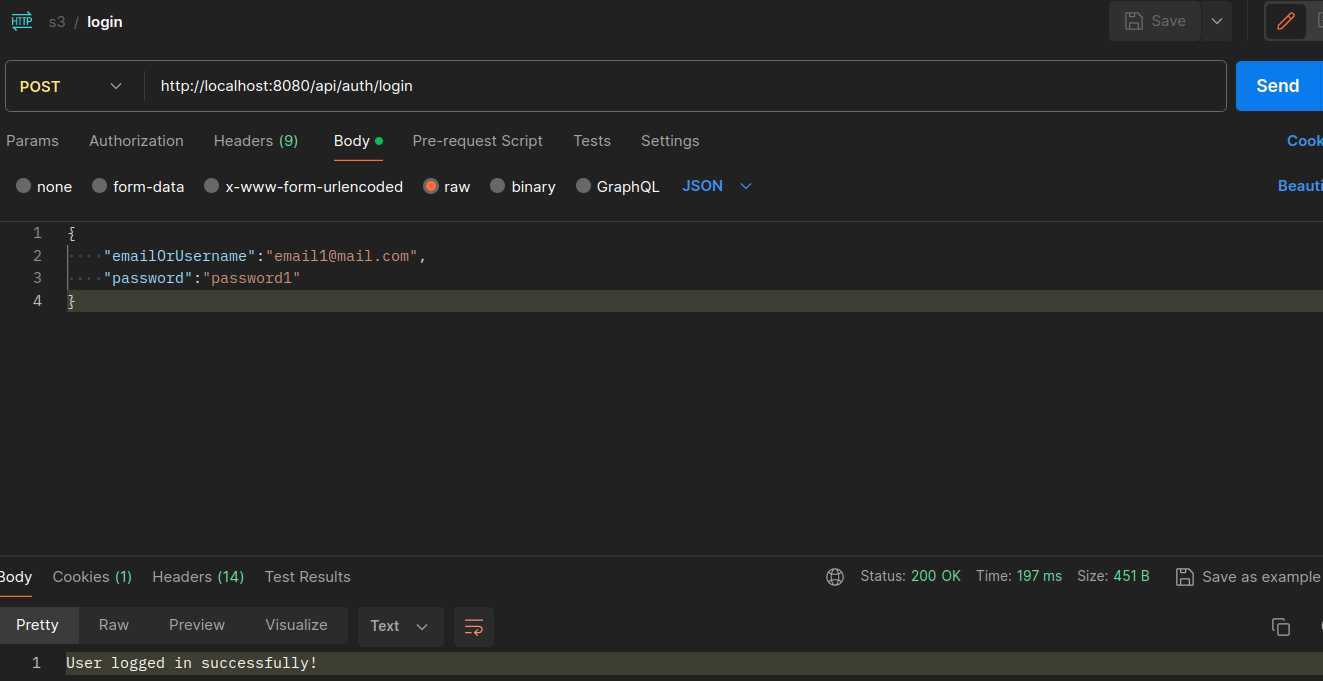 HTTP s3 / login Save
POST http://localhost:8080/api/auth/login Send
Params Authorization Headers (9) Body Pre-request Script Tests Settings Cook
none form-data x-www-form-urlencoded raw binary GraphQL JSON Beauti
1 {
2 ····"emailOrUsername":"email1@mail.com",
3 ····"password":"password1"
4 }
Body Cookies (1) Headers (14) Test Results Status: 200 OK Time: 197 ms Size: 451 B Save as example
Pretty Raw Preview Visualize Text
1 User logged in successfully!